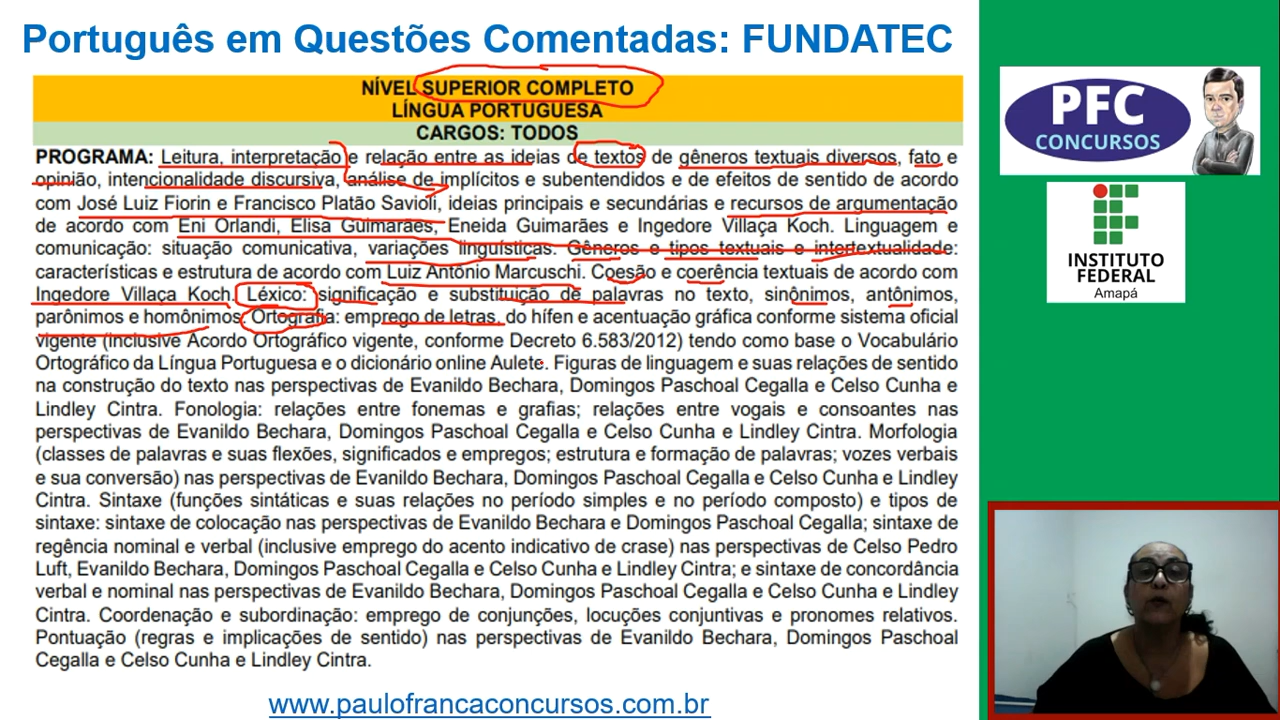 Português em Questões Comentadas: FUNDATEC
NÍVEL SUPERIOR COMPLETO
LÍNGUA PORTUGUESA
CARGOS: TODOS
PROGRAMA: Leitura, interpretação e relação entre as ideias de textos de gêneros textuais diversos, fato e
opinião, intencionalidade discursiva, análise de implícitos e subentendidos e de efeitos de sentido de acordo
com José Luiz Fiorin e Francisco Platão Savioli, ideias principais e secundárias e recursos de argumentação
de acordo com Eni Orlandi, Elisa Guimarães, Eneida Guimarães e Ingedore Villaça Koch. Linguagem e
comunicação: situação comunicativa, variações linguísticas. Gêneros e tipos textuais e intertextualidade:
características e estrutura de acordo com Luiz Antônio Marcuschi. Coesão e coerência textuais de acordo com
Ingedore Villaça Koch. Léxico: significação e substituição de palavras no texto, sinônimos, antônimos,
parônimos e homônimos. Ortografia: emprego de letras, do hífen e acentuação gráfica conforme sistema oficial
vigente (inclusive Acordo Ortográfico vigente, conforme Decreto 6.583/2012) tendo como base o Vocabulário
Ortográfico da Língua Portuguesa e o dicionário online Aulete. Figuras de linguagem e suas relações de sentido
na construção do texto nas perspectivas de Evanildo Bechara, Domingos Paschoal Cegalla e Celso Cunha e
Lindley Cintra. Fonologia: relações entre fonemas e grafias; relações entre vogais e consoantes nas
perspectivas de Evanildo Bechara, Domingos Paschoal Cegalla e Celso Cunha e Lindley Cintra. Morfologia
(classes de palavras e suas flexões, significados e empregos; estrutura e formação de palavras; vozes verbais
e sua conversão) nas perspectivas de Evanildo Bechara, Domingos Paschoal Cegalla e Celso Cunha e Lindley
Cintra. Sintaxe (funções sintáticas e suas relações no período simples e no período composto) e tipos de
sintaxe: sintaxe de colocação nas perspectivas de Evanildo Bechara e Domingos Paschoal Cegalla; sintaxe de
regência nominal e verbal (inclusive emprego do acento indicativo de crase) nas perspectivas de Celso Pedro
Luft, Evanildo Bechara, Domingos Paschoal Cegalla e Celso Cunha e Lindley Cintra; e sintaxe de concordância
verbal e nominal nas perspectivas de Evanildo Bechara, Domingos Paschoal Cegalla e Celso Cunha e Lindley
Cintra. Coordenação e subordinação: emprego de conjunções, locuções conjuntivas e pronomes relativos.
Pontuação (regras e implicações de sentido) nas perspectivas de Evanildo Bechara, Domingos Paschoal
Cegalla e Celso Cunha e Lindley Cintra.
www.paulofrancaconcursos.com.br
PFC
CONCURSOS
INSTITUTO
FEDERAL
Amapá